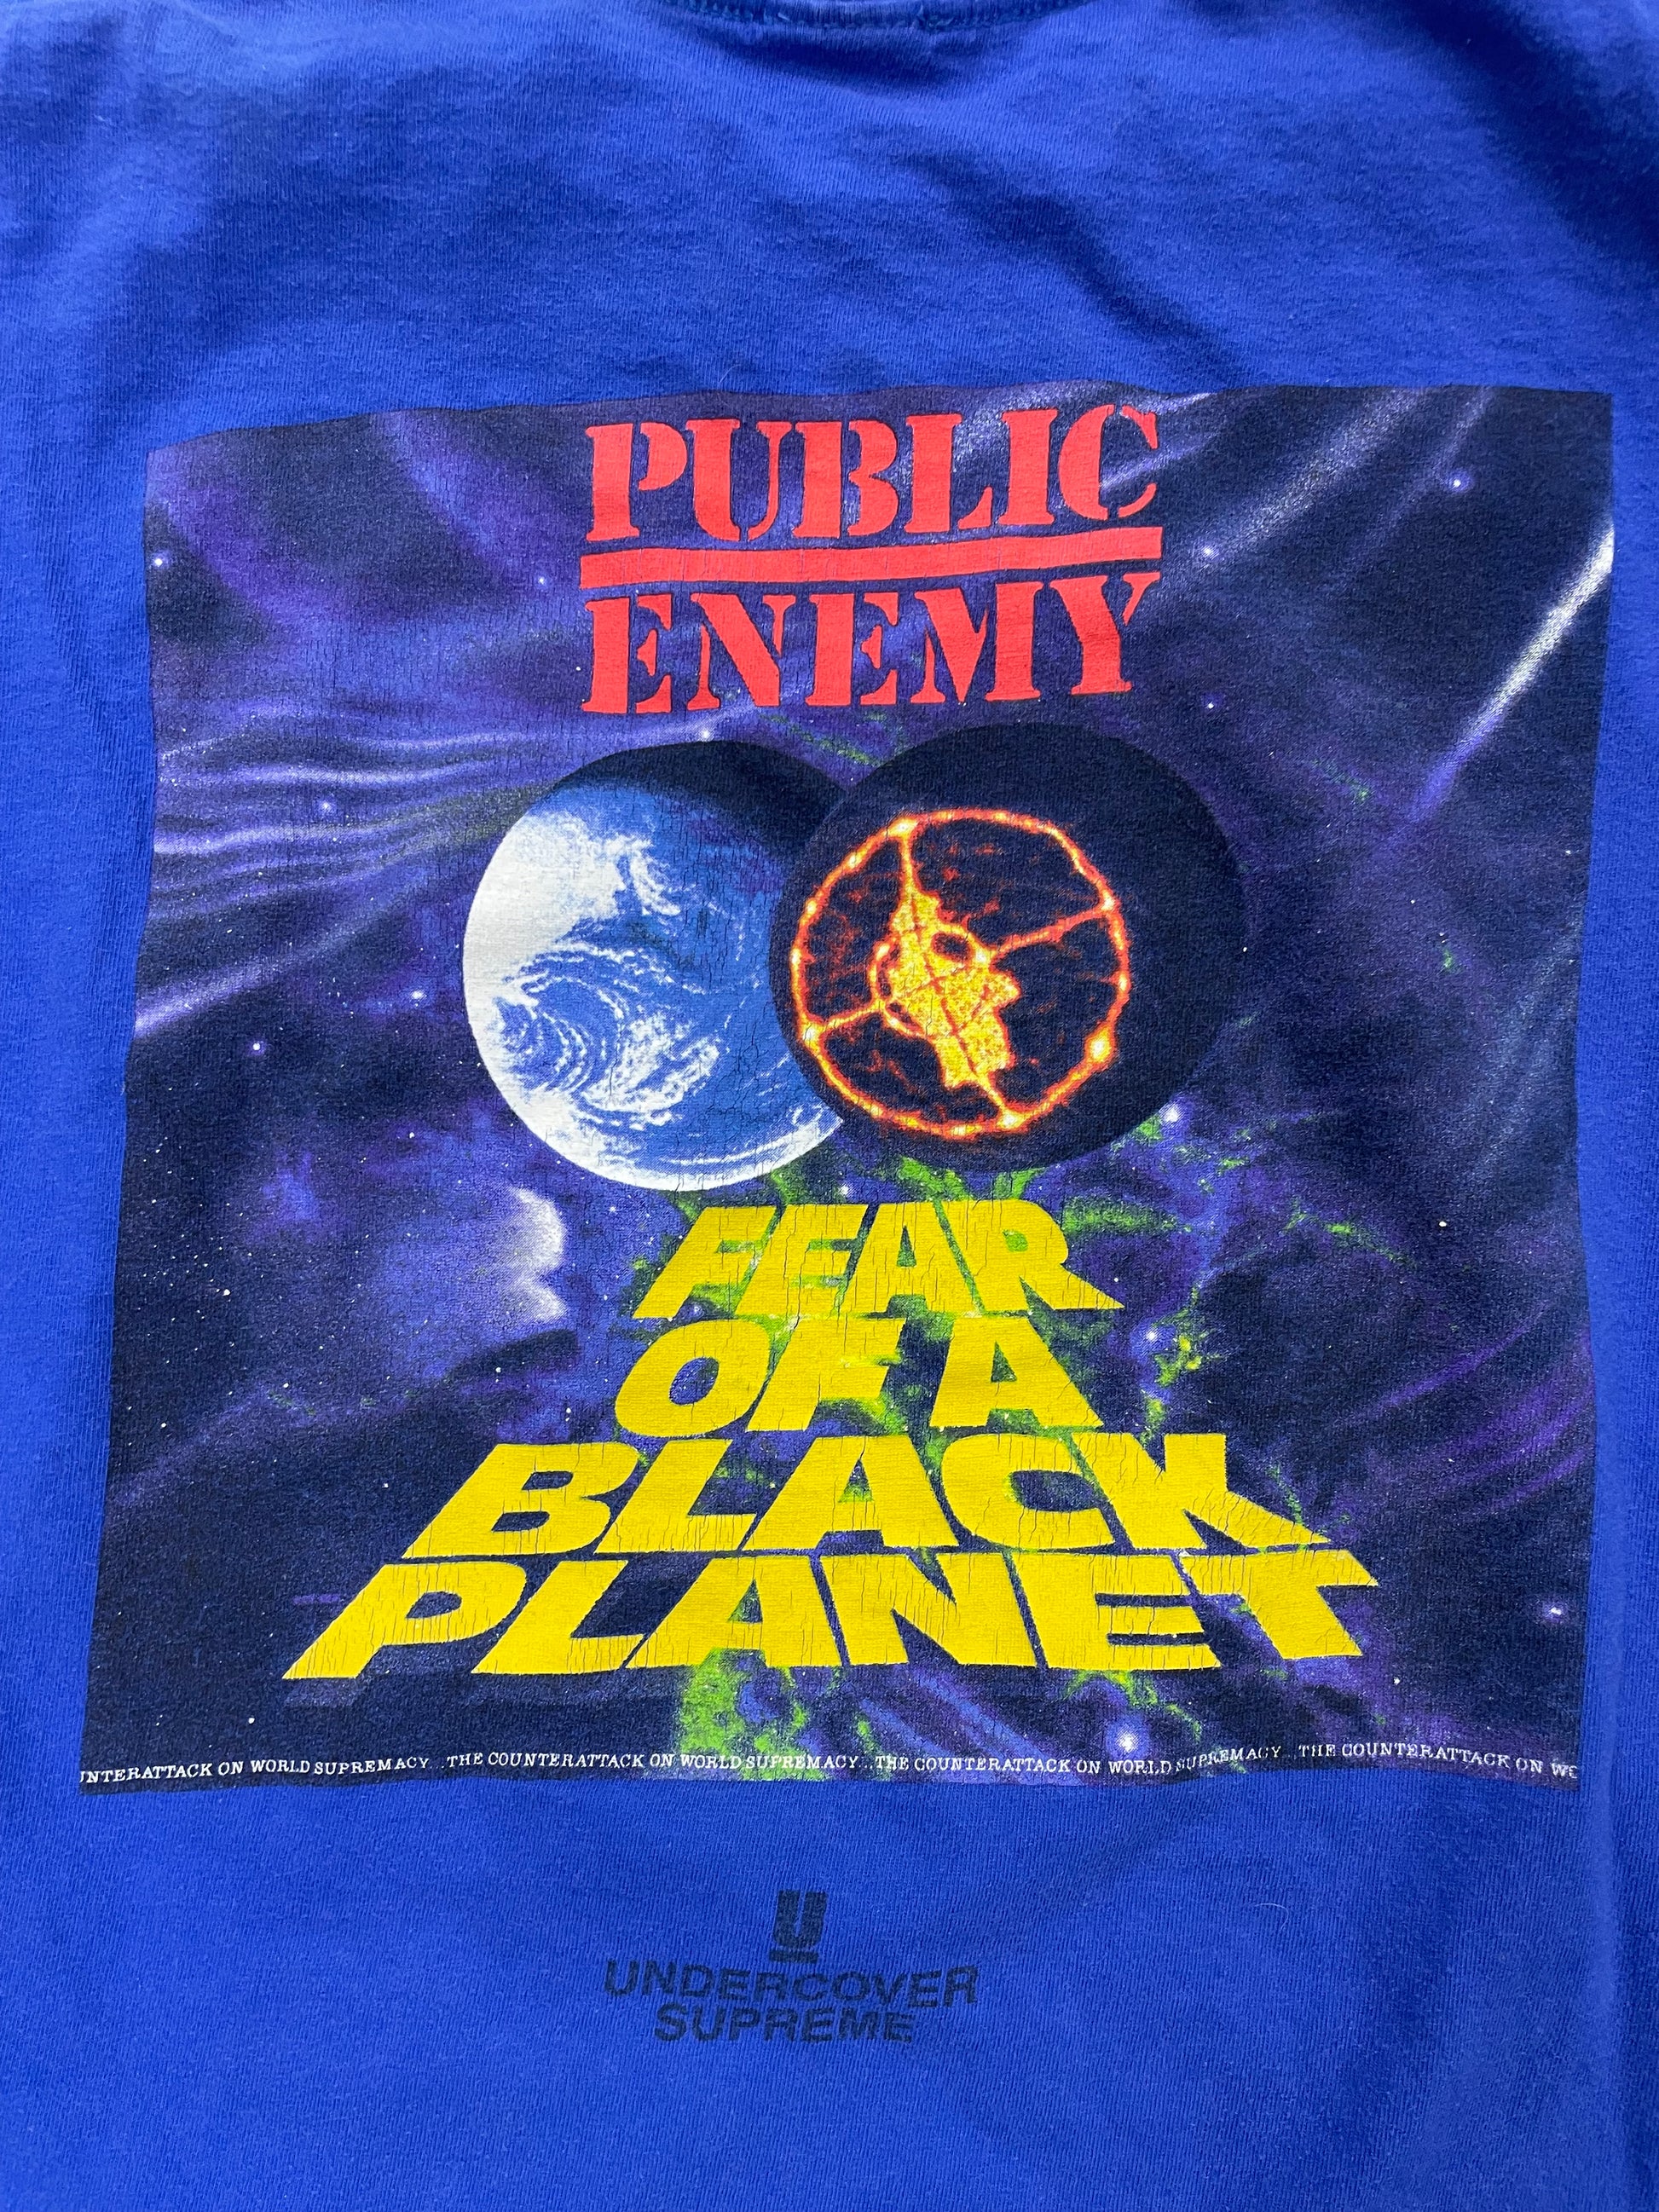 PUBLIC
ENEMY
FEAR
OF A
BLACK
PLANET
UNTERATTACK ON WORLD SUPREMACY...THE COUNTERATTACK ON WORLD SUPREMACY...THE COUNTERATTACK ON WORLD SUPREMACY...THE COUNTERATTACK ON WO
U
UNDERCOVER
SUPREME